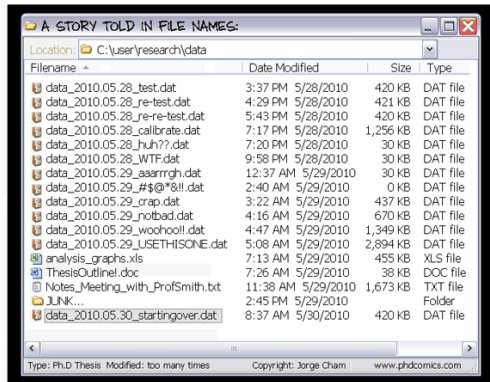 A STORY TOLD IN FILE NAMES:
Location: C:\user\research\data
Filename Date Modified Size Type
data_2010.05.28_test.dat 3:37 PM 5/28/2010 420 KB DAT file
data_2010.05.28_re-test.dat 4:29 PM 5/28/2010 421 KB DAT file
data_2010.05.28_re-re-test.dat 5:43 PM 5/28/2010 420 KB DAT file
data_2010.05.28_calibrate.dat 7:17 PM 5/28/2010 1,256 KB DAT file
data_2010.05.28_huh??.dat 7:20 PM 5/28/2010 30 KB DAT file
data_2010.05.28_WTF.dat 9:58 PM 5/28/2010 30 KB DAT file
data_2010.05.29_aaarrrgh.dat 12:37 AM 5/29/2010 30 KB DAT file
data_2010.05.29_#$@*&!!.dat 2:40 AM 5/29/2010 0 KB DAT file
data_2010.05.29_crap.dat 3:22 AM 5/29/2010 437 KB DAT file
data_2010.05.29_notbad.dat 4:16 AM 5/29/2010 670 KB DAT file
data_2010.05.29_woohoo!!.dat 4:47 AM 5/29/2010 1,349 KB DAT file
data_2010.05.29_USETHISONE.dat 5:08 AM 5/29/2010 2,894 KB DAT file
analysis_graphs.xls 7:13 AM 5/29/2010 455 KB XLS file
ThesisOutline!.doc 7:26 AM 5/29/2010 38 KB DOC file
Notes_Meeting_with_ProfSmith.txt 11:38 AM 5/29/2010 1,673 KB TXT file
JUNK... 2:45 PM 5/29/2010 Folder
data_2010.05.30_startingover.dat 8:37 AM 5/30/2010 420 KB DAT file
Type: Ph.D Thesis Modified: too many times Copyright: Jorge Cham www.phdcomics.com